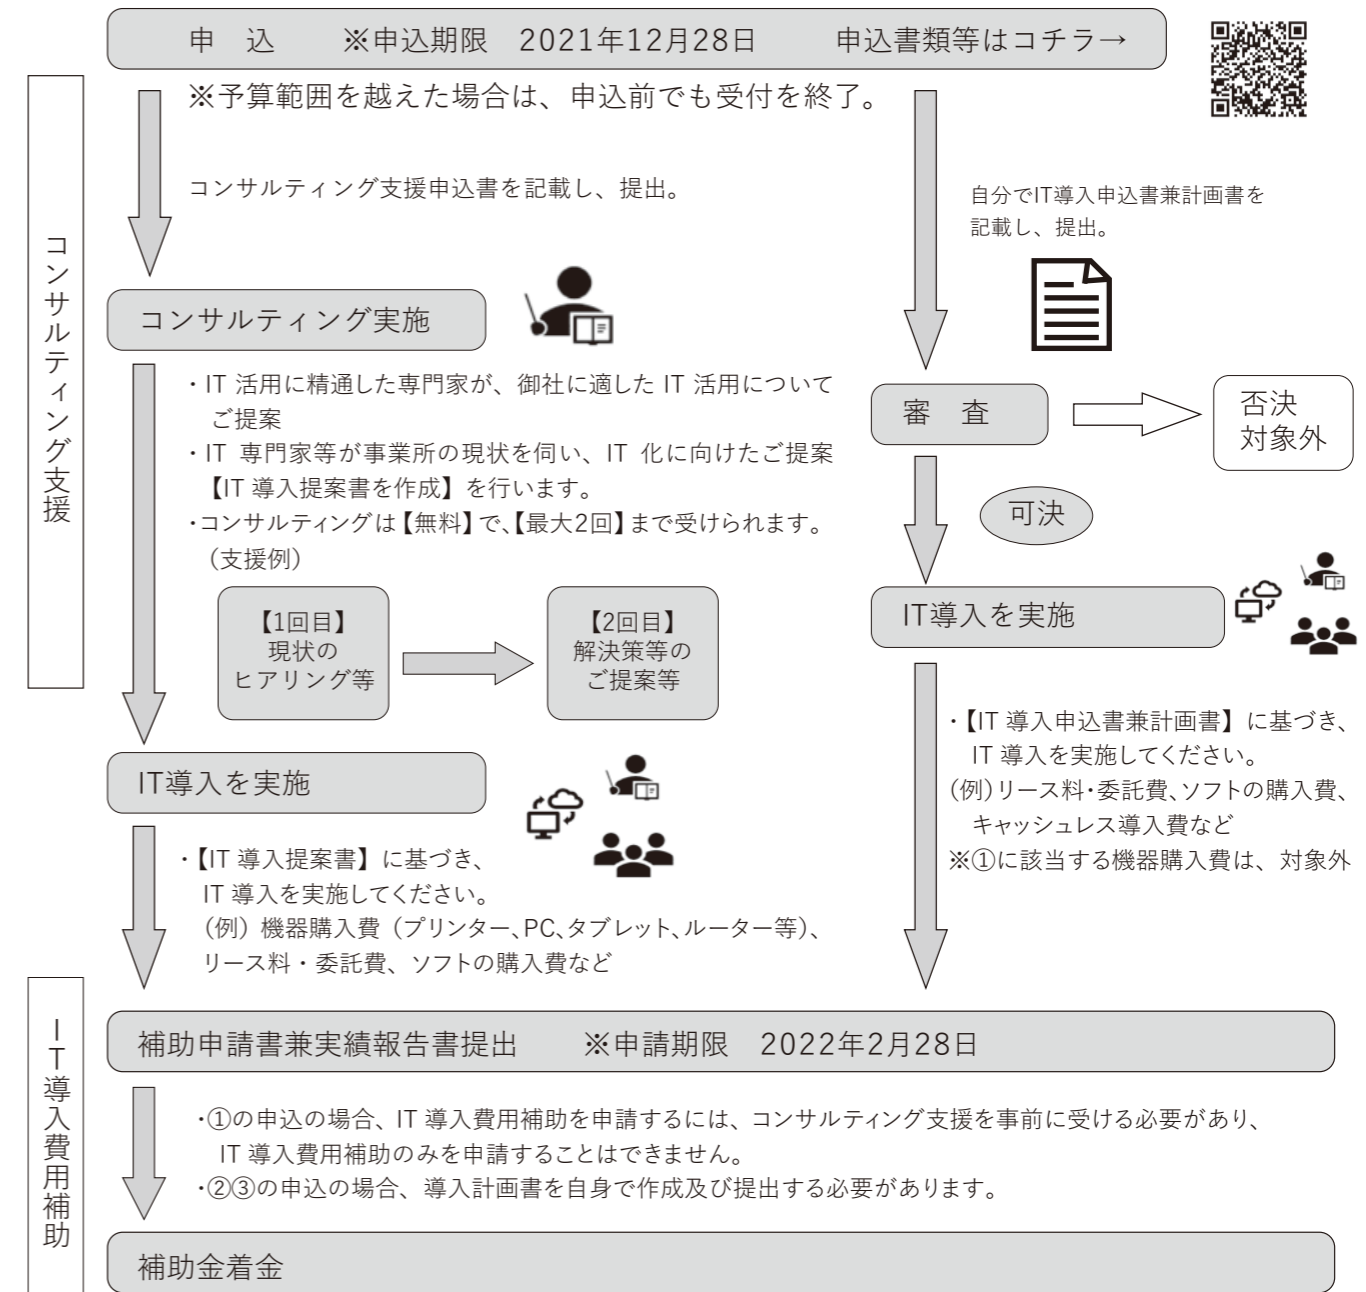 申　込　　※申込期限　2021年12月28日　　申込書類等はコチラ→
※予算範囲を越えた場合は、申込前でも受付を終了。
コンサルティング支援
コンサルティング支援申込書を記載し、提出。
コンサルティング実施
・IT 活用に精通した専門家が、御社に適した IT 活用について
ご提案
・IT 専門家等が事業所の現状を伺い、IT 化に向けたご提案
【IT 導入提案書を作成】を行います。
・コンサルティングは【無料】で、【最大2回】まで受けられます。
（支援例）
【1回目】
現状の
ヒアリング等
【2回目】
解決策等の
ご提案等
IT導入を実施
・【IT 導入提案書】に基づき、
IT 導入を実施してください。
（例）機器購入費（プリンター、PC、タブレット、ルーター等）、
リース料・委託費、ソフトの購入費など
自分でIT導入申込書兼計画書を
記載し、提出。
審　査
否決
対象外
可決
IT導入を実施
・【IT 導入申込書兼計画書】に基づき、
IT 導入を実施してください。
（例）リース料・委託費、ソフトの購入費、
キャッシュレス導入費など
※①に該当する機器購入費は、対象外
IT導入費用補助
補助申請書兼実績報告書提出　　※申請期限　2022年2月28日
・①の申込の場合、IT 導入費用補助を申請するには、コンサルティング支援を事前に受ける必要があり、
IT 導入費用補助のみを申請することはできません。
・②③の申込の場合、導入計画書を自身で作成及び提出する必要があります。
補助金着金